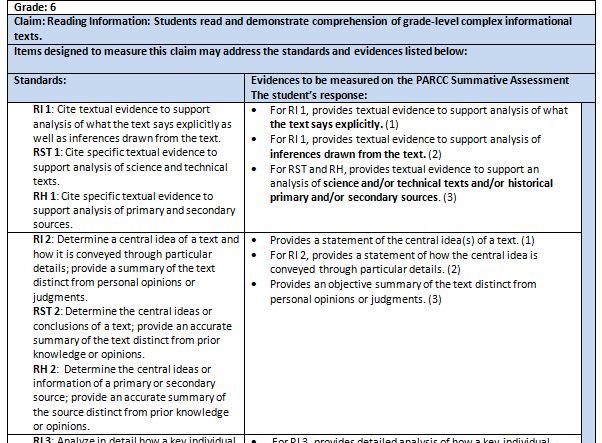 Grade: 6
Claim: Reading Information: Students read and demonstrate comprehension of grade-level complex informational
texts.
Items designed to measure this claim may address the standards and evidences listed below:
Standards:
Evidences to be measured on the PARCC Summative Assessment
The student's response:
RI 1: Cite textual evidence to support
analysis of what the text says explicitly as
well as inferences drawn from the text.
RST 1: Cite specific textual evidence to
support analysis of science and technical
texts.
RH 1: Cite specific textual evidence to
support analysis of primary and secondary
sources.
• For RI 1, provides textual evidence to support analysis of what
the text says explicitly. (1)
• For RI 1, provides textual evidence to support analysis of
inferences drawn from the text. (2)
• For RST and RH, provides textual evidence to support an
analysis of science and/or technical texts and/or historical
primary and/or secondary sources. (3)
RI 2: Determine a central idea of a text and
how it is conveyed through particular
details; provide a summary of the text
distinct from personal opinions or
judgments.
RST 2: Determine the central ideas or
conclusions of a text; provide an accurate
summary of the text distinct from prior
knowledge or opinions.
RH 2:  Determine the central ideas or
information of a primary or secondary
source; provide an accurate summary of
the source distinct from prior knowledge
or opinions.
• Provides a statement of the central idea(s) of a text. (1)
• For RI 2, provides a statement of how the central idea is
conveyed through particular details. (2)
• Provides an objective summary of the text distinct from
personal opinions or judgments. (3)
RI 3: Analyze in detail how a key individual
• For RI 3, provides detailed analysis of how a key individual